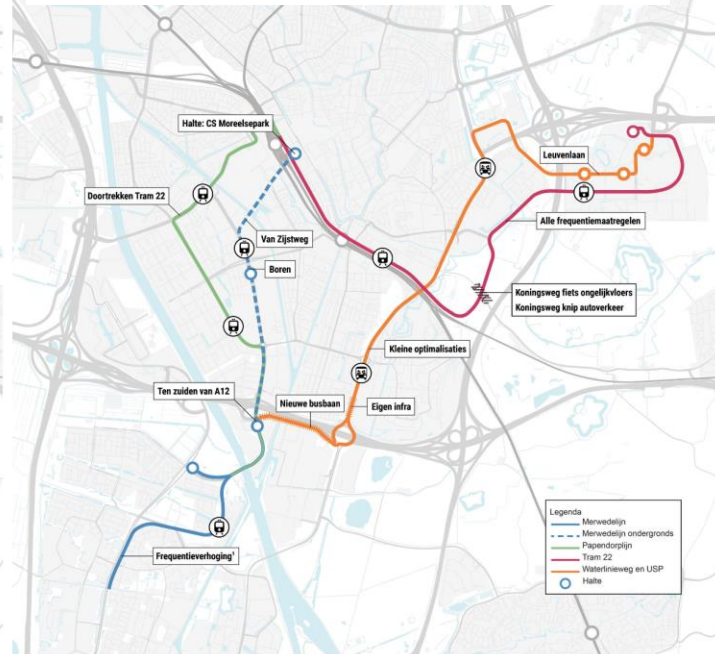 Halte: CS Moreelsepark
Leuvenlaan
Doortrekken Tram 22
Alle frequentiemaatregelen
Van Zijstweg
Boren
Koningsweg fiets ongelijkvloers
Koningsweg knip autoverkeer
Kleine optimalisaties
Ten zuiden van A12
Nieuwe busbaan
Eigen infra
Frequentieverhoging¹
Legenda
Merwedelijn
Merwedelijn ondergronds
Papendorplijn
Tram 22
Waterlinieweg en USP
Halte